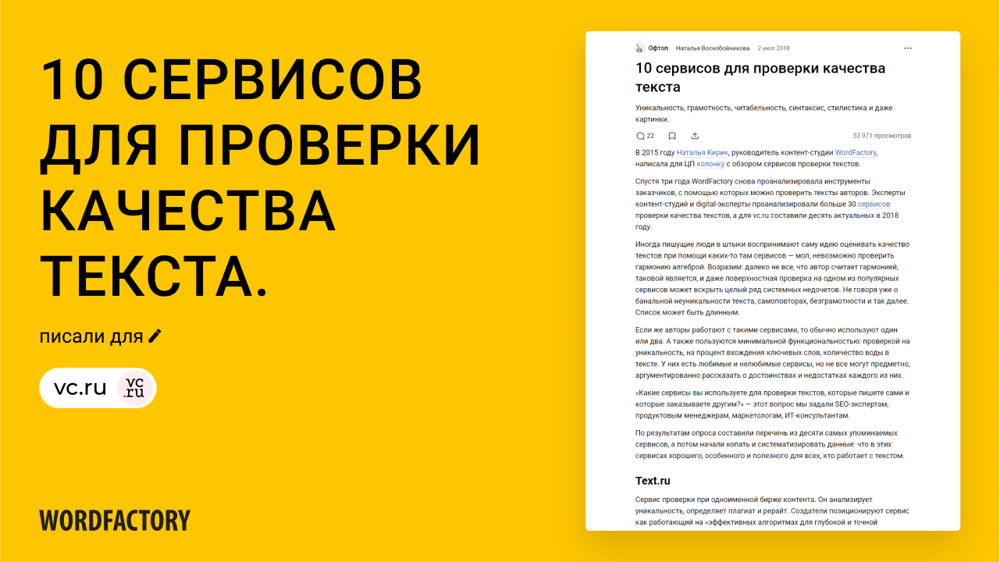 10 СЕРВИСОВ
ДЛЯ ПРОВЕРКИ
КАЧЕСТВА
ТЕКСТА.
писали для
vc.ru
vc
.ru
WORDFACTORY
Офтоп Наталья Воскобойникова 2 июл 2018
10 сервисов для проверки качества
текста
Уникальность, грамотность, читабельность, синтаксис, стилистика и даже
картинки.
22 53 971 просмотров
В 2015 году Наталья Кирик, руководитель контент-студии WordFactory,
написала для ЦП колонку с обзором сервисов проверки текстов.
Спустя три года WordFactory снова проанализировала инструменты
заказчиков, с помощью которых можно проверить тексты авторов. Эксперты
контент-студий и digital-эксперты проанализировали больше 30 сервисов
проверки качества текстов, а для vc.ru составили десять актуальных в 2018
году.
Иногда пишущие люди в штыки воспринимают саму идею оценивать качество
текстов при помощи каких-то там сервисов — мол, невозможно проверить
гармонию алгеброй. Возразим: далеко не все, что автор считает гармонией,
таковой является, и даже поверхностная проверка на одном из популярных
сервисов может вскрыть целый ряд системных недочетов. Не говоря уже о
банальной неуникальности текста, самоповторах, безграмотности и так далее.
Список может быть длинным.
Если же авторы работают с такими сервисами, то обычно используют один
или два. А также пользуются минимальной функциональностью: проверкой на
уникальность, на процент вхождения ключевых слов, количество воды в
тексте. У них есть любимые и нелюбимые сервисы, но не все могут предметно,
аргументированно рассказать о достоинствах и недостатках каждого из них.
«Какие сервисы вы используете для проверки текстов, которые пишете сами и
которые заказываете другим?» — этот вопрос мы задали SEO-экспертам,
продуктовым менеджерам, маркетологам, ИТ-консультантам.
По результатам опроса составили перечень из десяти самых упоминаемых
сервисов, а потом начали копать и систематизировать данные: что в этих
сервисах хорошего, особенного и полезного для всех, кто работает с текстом.
Text.ru
Сервис проверки при одноименной бирже контента. Он анализирует
уникальность, определяет плагиат и рерайт. Создатели позиционируют сервис
как работающий на «эффективных алгоритмах для глубокой и точной